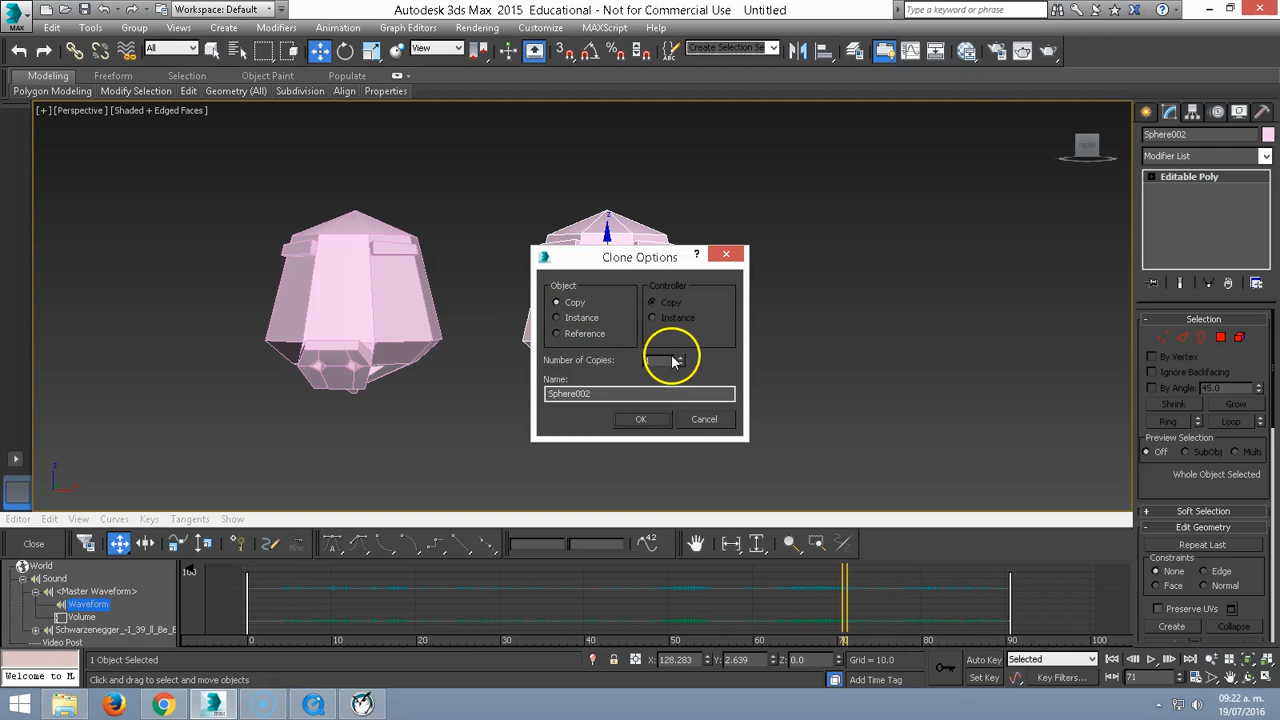 MAX
Workspace: Default
Autodesk 3ds Max  2015  Educational - Not for Commercial Use    Untitled
Type a keyword or phrase
Edit Tools Group Views Create Modifiers Animation Graph Editors Rendering Customize MAXScript Help
All
View
Create Selection Se
Modeling Freeform Selection Object Paint Populate
Polygon Modeling Modify Selection Edit Geometry (All) Subdivision Align Properties
[+] [Perspective] [Shaded + Edged Faces]
FRONT
z
z
Clone Options
?
Object
Copy
Instance
Reference
Controller
Copy
Instance
Number of Copies:
Name:
Sphere002
OK
Cancel
Sphere002
Modifier List
Editable Poly
Selection
By Vertex
Ignore Backfacing
By Angle: 45.0
Shrink Grow
Ring Loop
Preview Selection
Off SubObj Multi
Whole Object Selected
Soft Selection
Edit Geometry
Repeat Last
Constraints
None Edge
Face Normal
Preserve UVs
Create Collapse
Editor Edit View Curves Keys Tangents Show
Close
World
Sound
<Master Waveform>
Waveform
Volume
Schwarzenegger_-I_39_ll_Be_E
Video Post
100
0 10 20 30 40 50 60 71 80 90 100
Welcome to M
1 Object Selected
Click and drag to select and move objects
X: 128.283 Y: 2.639 Z: 0.0 Grid = 10.0
Add Time Tag
Auto Key Selected
Set Key Key Filters...
71
09:22 a. m.
19/07/2016